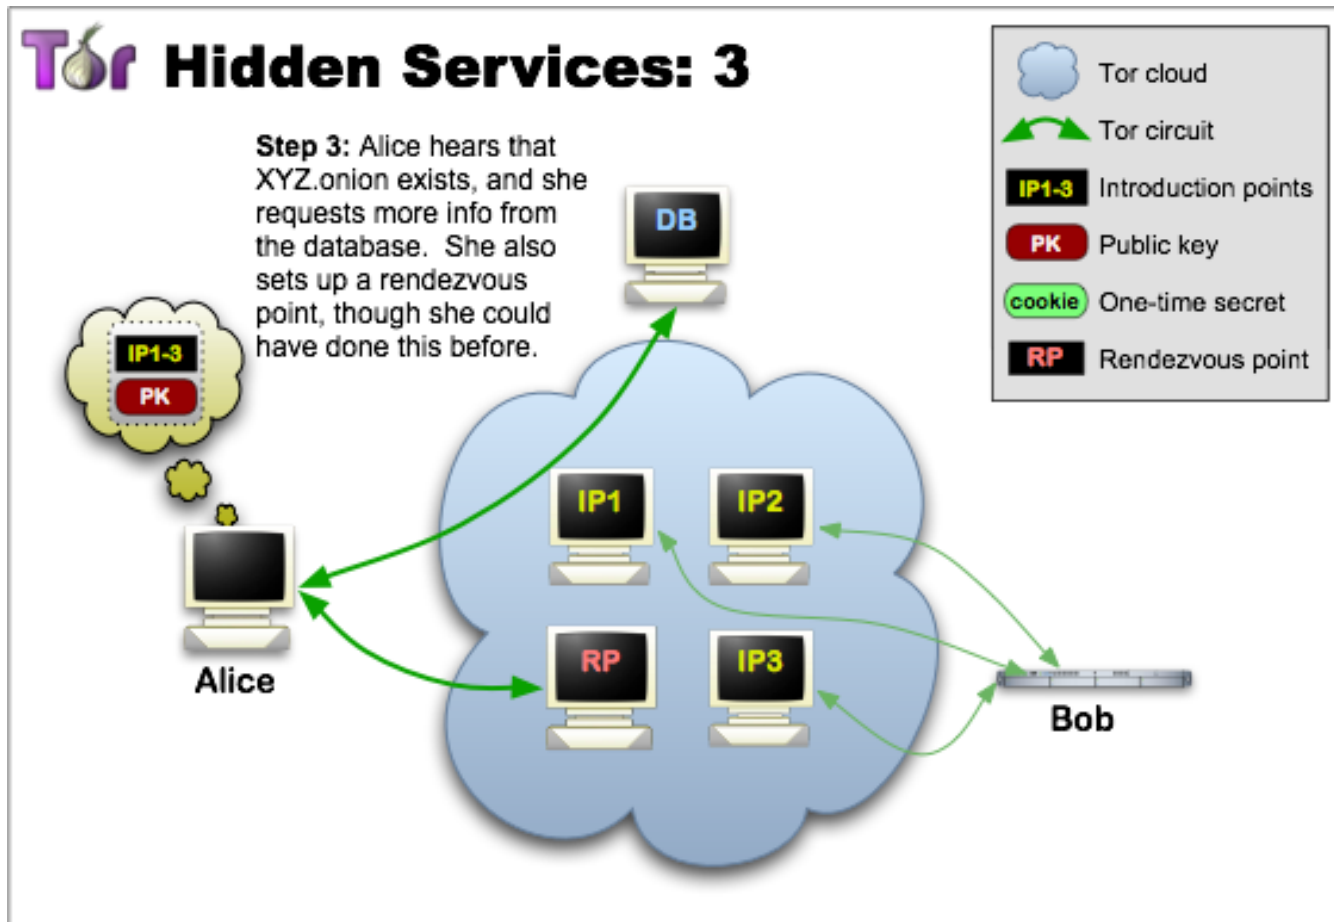 Tor Hidden Services: 3
Step 3: Alice hears that
XYZ.onion exists, and she
requests more info from
the database. She also
sets up a rendezvous
point, though she could
have done this before.
Tor cloud
Tor circuit
IP1-3 Introduction points
PK Public key
cookie One-time secret
RP Rendezvous point
DB
IP1-3
PK
IP1
IP2
RP
IP3
Alice
Bob